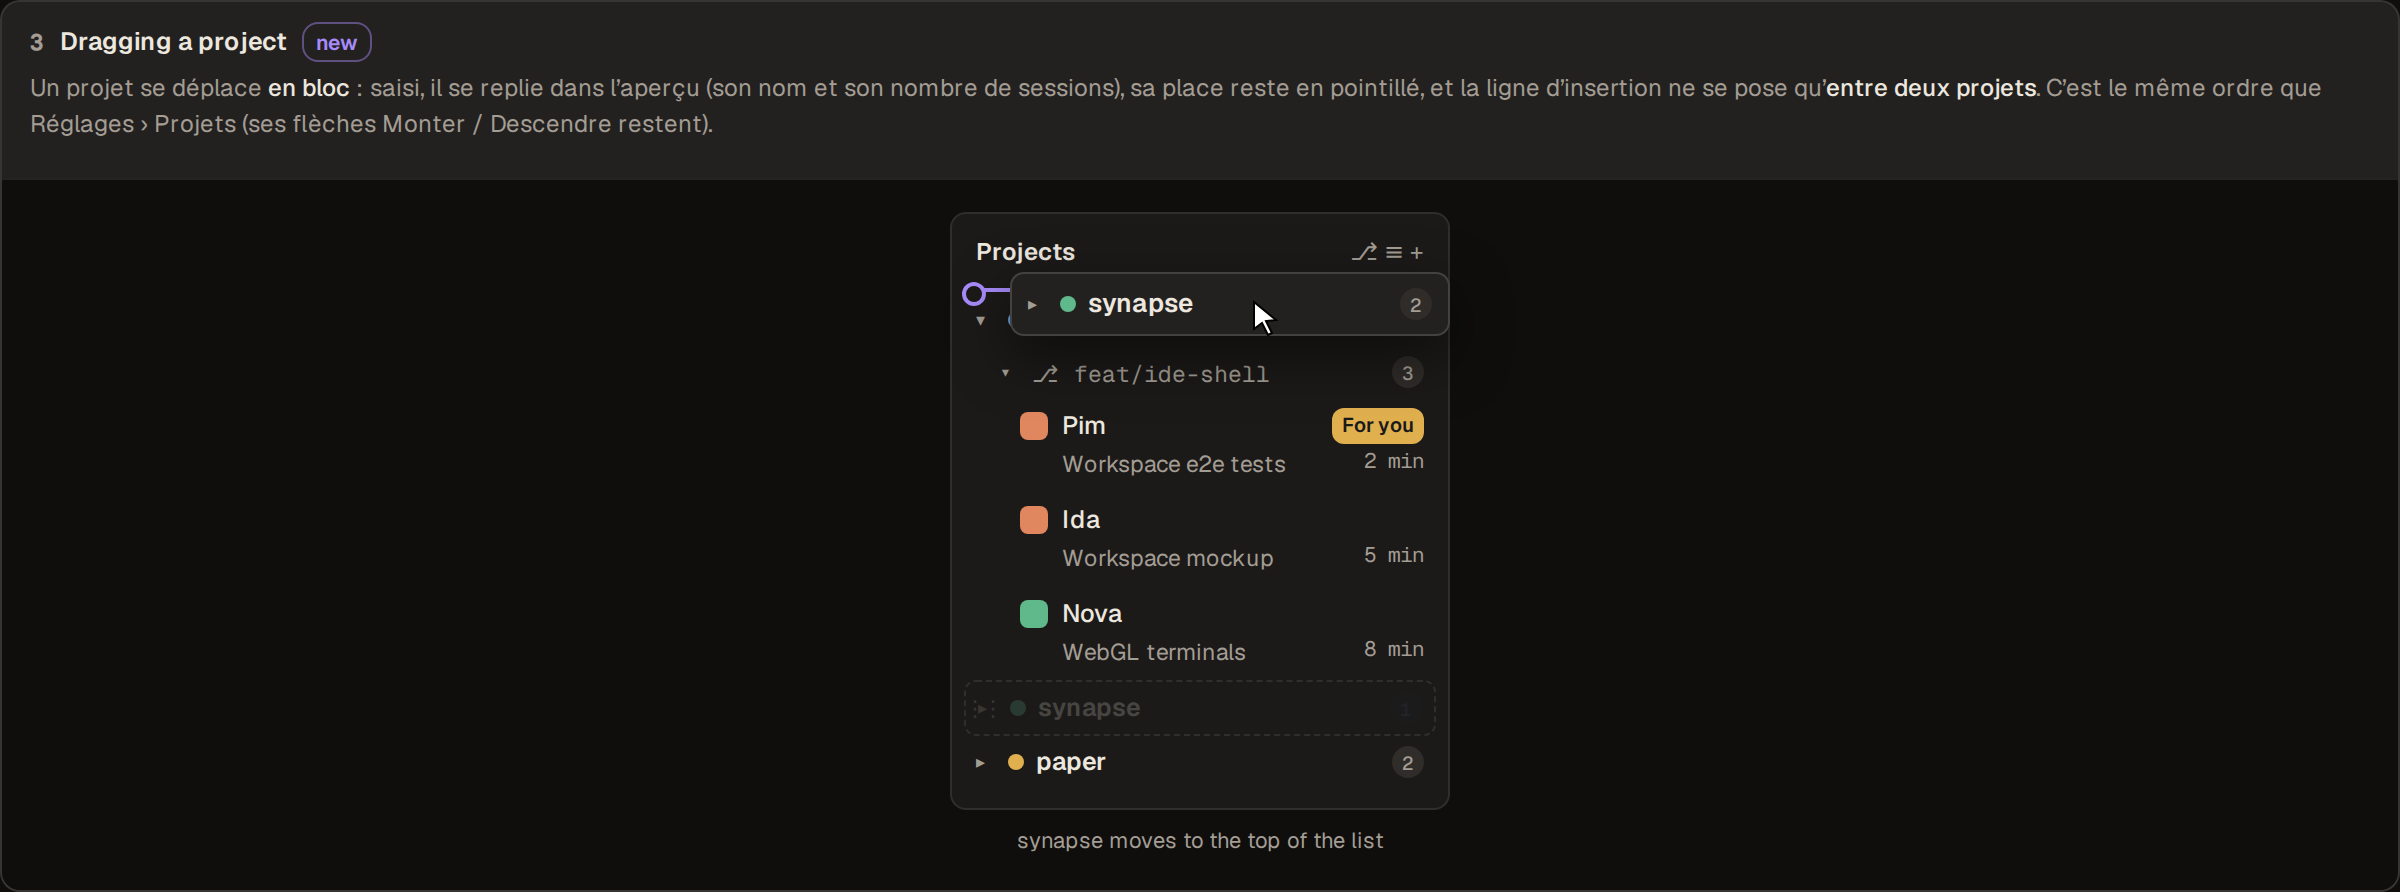 3 Dragging a project new
Un projet se déplace en bloc : saisi, il se replie dans l’aperçu (son nom et son nombre de sessions), sa place reste en pointillé, et la ligne d’insertion ne se pose qu’entre deux projets. C’est le même ordre que
Réglages › Projets (ses flèches Monter / Descendre restent).
Projects
synapse 2
feat/ide-shell 3
Pim For you
Workspace e2e tests 2 min
Ida
Workspace mockup 5 min
Nova
WebGL terminals 8 min
synapse 1
paper 2
synapse moves to the top of the list